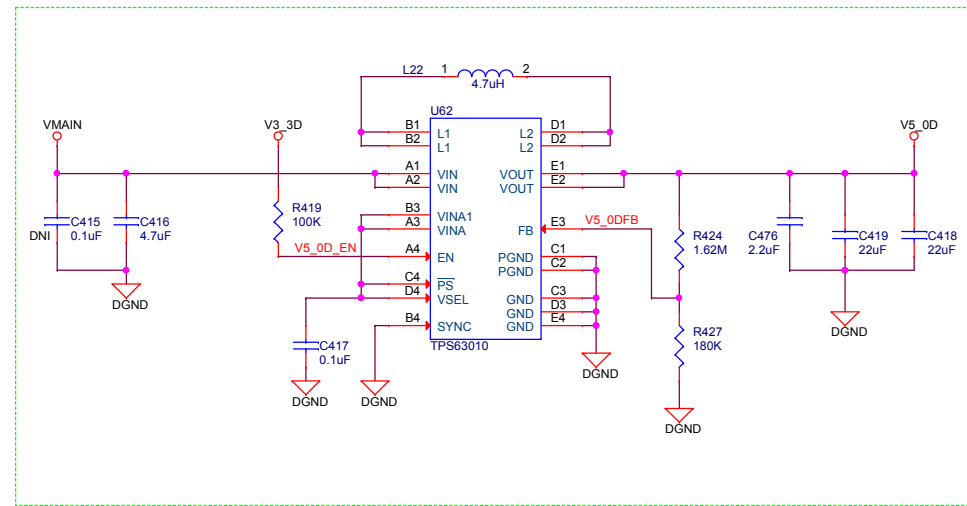 L22 1 2
4.7uH
U62
VMAIN
V3_3D
V5_0D
B1 L1 L2 D1
B2 L1 L2 D2
A1 VIN VOUT E1
A2 VIN VOUT E2
B3 VINA1
A3 VINA FB E3 V5_0DFB
R419
100K
V5_0D_EN
A4 EN
PGND C1
PGND C2
C4 PS
D4 VSEL
GND C3
GND D3
GND E4
B4 SYNC
TPS63010
C415
DNI 0.1uF
C416
4.7uF
DGND
C417
0.1uF
DGND
DGND
DGND
R424
1.62M
R427
180K
DGND
C476
2.2uF
C419
22uF
C418
22uF
DGND